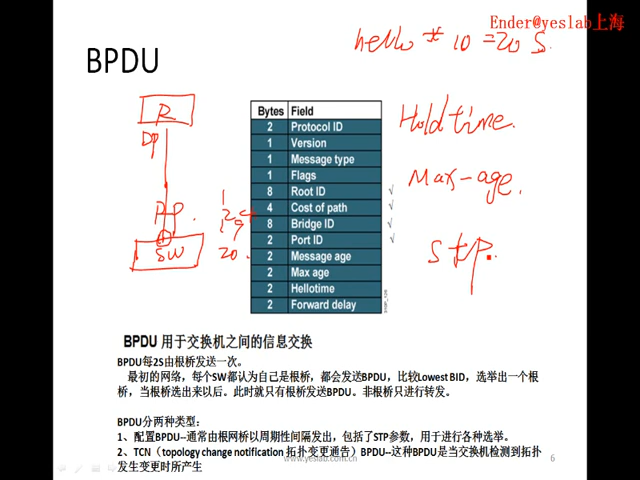 Ender@yeslab上海
hello * 10 = 20 S.
BPDU
R
DP
RP.
SW
1
2
19
20.
Bytes Field
2 Protocol ID
1 Version
1 Message type
1 Flags
8 Root ID √
4 Cost of path √
8 Bridge ID √
2 Port ID √
2 Message age
2 Max age
2 Hellotime
2 Forward delay
Hold time.
Max-age.
STP.
BPDU 用于交换机之间的信息交换
BPDU每2S由根桥发送一次。
最初的网络，每个SW都认为自己是根桥，都会发送BPDU，比较Lowest BID，选举出一个根
桥，当根桥选出来以后。此时就只有根桥发送BPDU。非根桥只进行转发。
BPDU分两种类型：
1、配置BPDU--通常由根网桥以周期性间隔发出，包括了STP参数，用于进行各种选举。
2、TCN（topology change notification 拓扑变更通告）BPDU--这种BPDU是当交换机检测到拓扑
发生变更时所产生
www.yeslab.com.cn
6